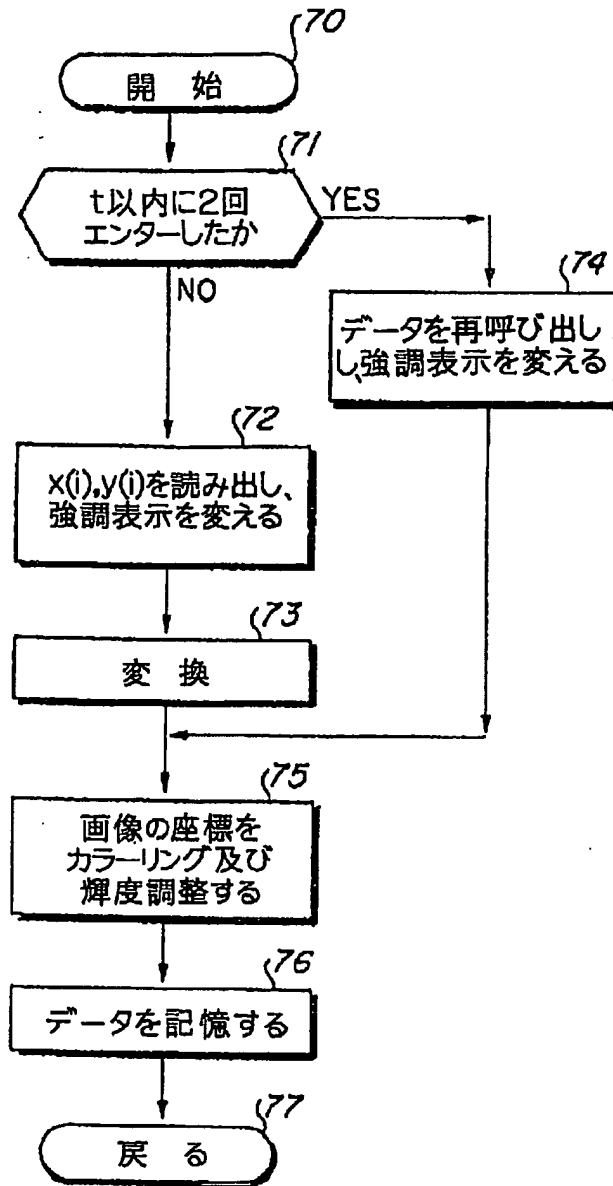 70
開 始
71
t以内に2回
エンターしたか
YES
NO
74
データを再呼び出し
し、強調表示を変える
72
x(i),y(i)を読み出し、
強調表示を変える
73
変 換
75
画像の座標を
カラーリング及び
輝度調整する
76
データを記憶する
77
戻 る